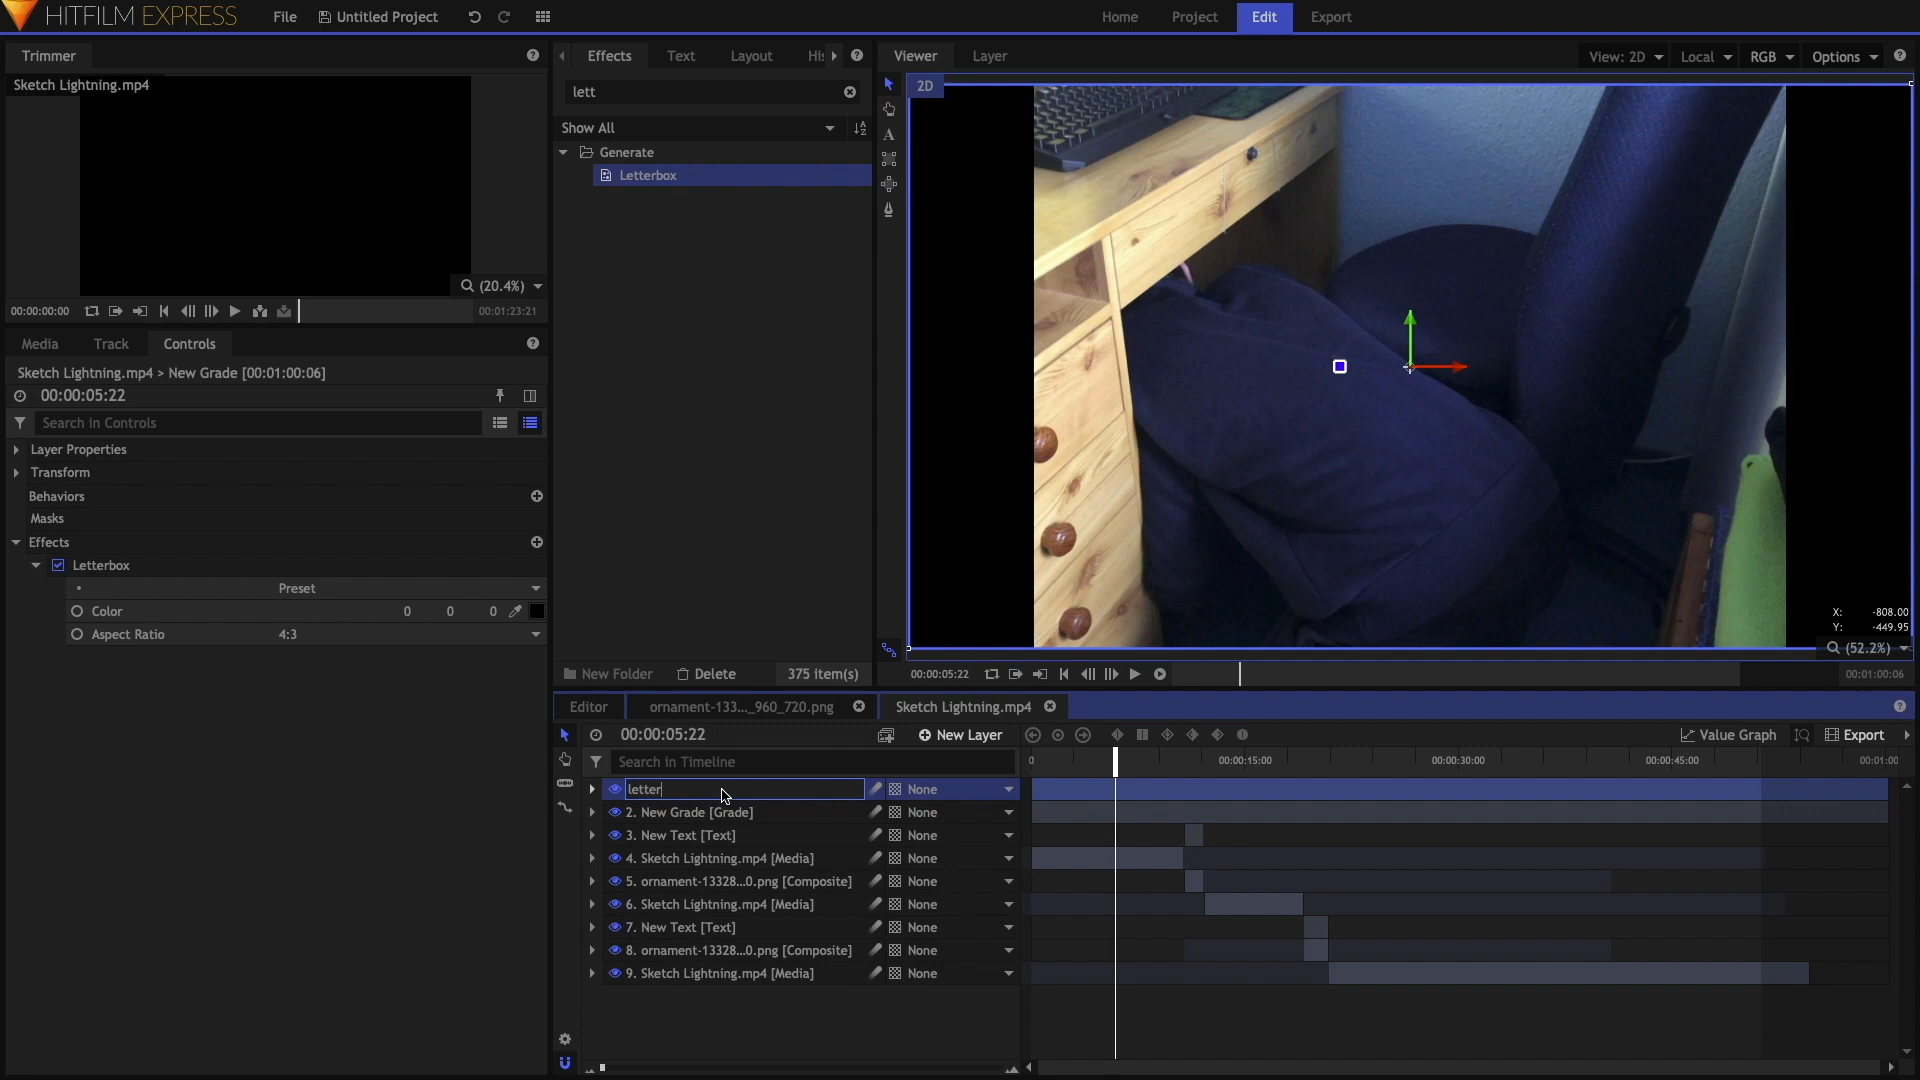 HITFILM EXPRESS
File
Untitled Project
Home
Project
Edit
Export
Trimmer
Sketch Lightning.mp4
(20.4%)
00:00:00:00
00:01:23:21
Media
Track
Controls
Sketch Lightning.mp4 > New Grade [00:01:00:06]
00:00:05:22
Search in Controls
Layer Properties
Transform
Behaviors
Masks
Effects
Letterbox
Preset
Color 0 0 0
Aspect Ratio 4:3
Effects
Text
Layout
His
lett
Show All
Generate
Letterbox
New Folder
Delete
375 item(s)
Viewer
Layer
View: 2D
Local
RGB
Options
2D
X: -808.00
Y: -449.95
(52.2%)
00:00:05:22
00:01:00:06
Editor
ornament-133..._960_720.png
Sketch Lightning.mp4
00:00:05:22
New Layer
Value Graph
Export
Search in Timeline
0
00:00:15:00
00:00:30:00
00:00:45:00
00:01:00
letter None
2. New Grade [Grade] None
3. New Text [Text] None
4. Sketch Lightning.mp4 [Media] None
5. ornament-13328...0.png [Composite] None
6. Sketch Lightning.mp4 [Media] None
7. New Text [Text] None
8. ornament-13328...0.png [Composite] None
9. Sketch Lightning.mp4 [Media] None